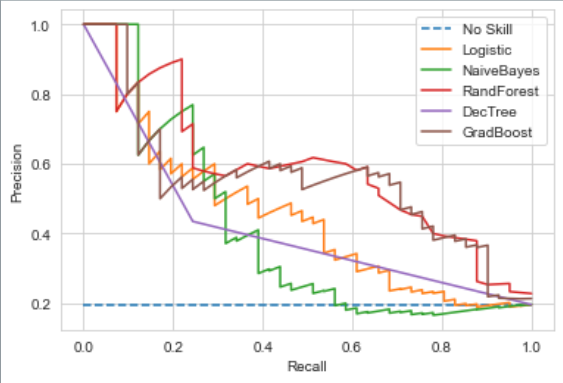 1.0
0.8
0.6
0.4
0.2
Precision
0.0 0.2 0.4 0.6 0.8 1.0
Recall
No Skill
Logistic
NaiveBayes
RandForest
DecTree
GradBoost